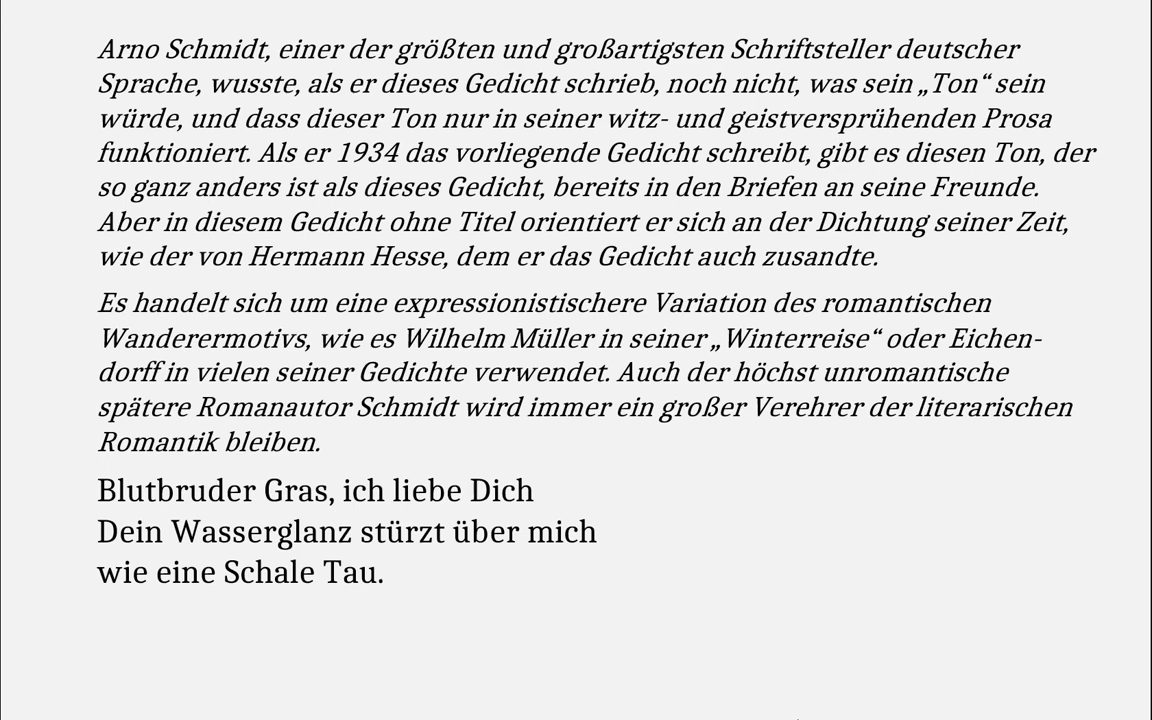 Arno Schmidt, einer der größten und großartigsten Schriftsteller deutscher
Sprache, wusste, als er dieses Gedicht schrieb, noch nicht, was sein „Ton“ sein
würde, und dass dieser Ton nur in seiner witz- und geistversprühenden Prosa
funktioniert. Als er 1934 das vorliegende Gedicht schreibt, gibt es diesen Ton, der
so ganz anders ist als dieses Gedicht, bereits in den Briefen an seine Freunde.
Aber in diesem Gedicht ohne Titel orientiert er sich an der Dichtung seiner Zeit,
wie der von Hermann Hesse, dem er das Gedicht auch zusandte.
Es handelt sich um eine expressionistischere Variation des romantischen
Wanderermotivs, wie es Wilhelm Müller in seiner „Winterreise“ oder Eichen-
dorff in vielen seiner Gedichte verwendet. Auch der höchst unromantische
spätere Romanautor Schmidt wird immer ein großer Verehrer der literarischen
Romantik bleiben.
Blutbruder Gras, ich liebe Dich
Dein Wasserglanz stürzt über mich
wie eine Schale Tau.